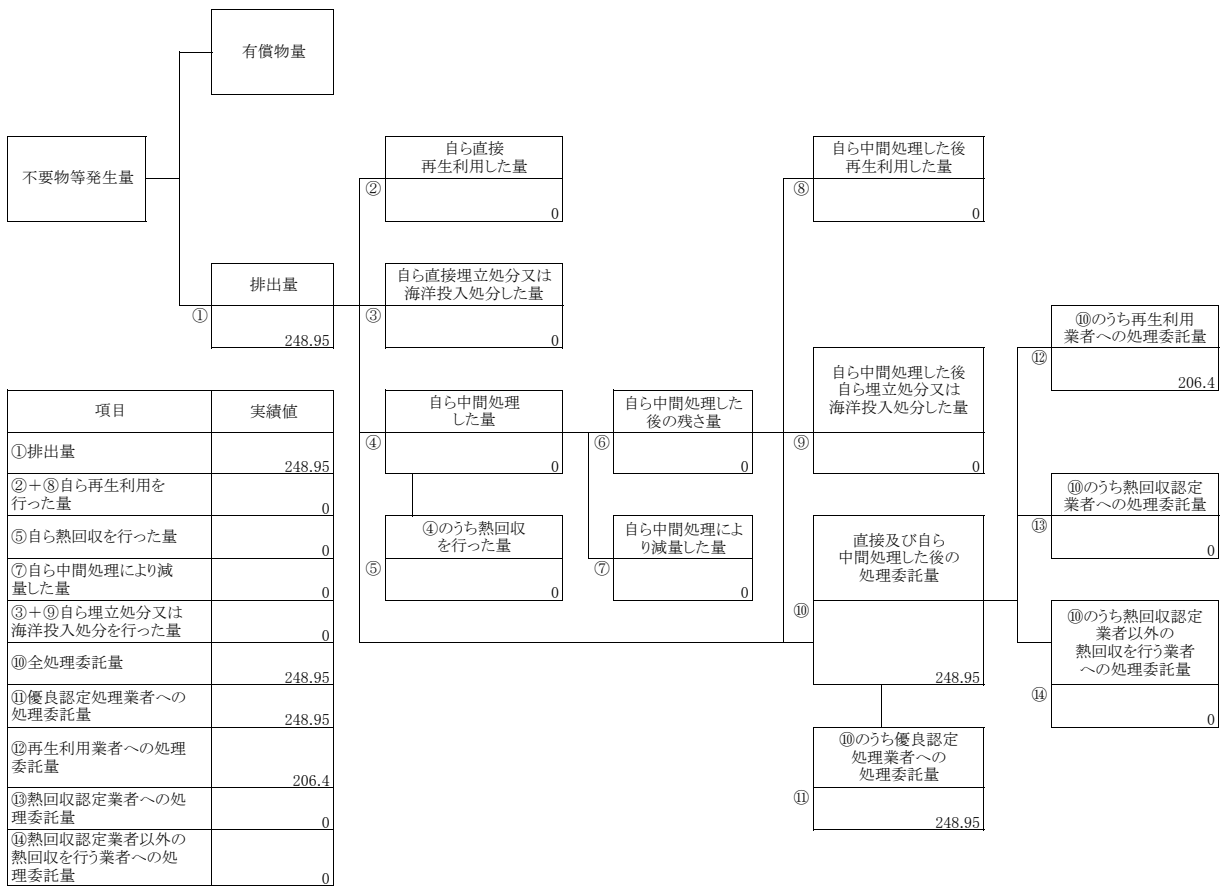 有償物量
不要物等発生量
自ら直接
再生利用した量
②
0
自ら中間処理した後
再生利用した量
⑧
0
排出量
①
248.95
自ら直接埋立処分又は
海洋投入処分した量
③
0
⑩のうち再生利用
業者への処理委託量
⑫
206.4
自ら中間処理
した量
④
0
自ら中間処理した
後の残さ量
⑥
0
自ら中間処理した後
自ら埋立処分又は
海洋投入処分した量
⑨
0
⑩のうち熱回収認定
業者への処理委託量
⑬
0
④のうち熱回収
を行った量
⑤
0
自ら中間処理によ
り減量した量
⑦
0
直接及び自ら
中間処理した後の
処理委託量
⑩
248.95
⑩のうち熱回収認定
業者以外の
熱回収を行う業者
への処理委託量
⑭
0
⑩のうち優良認定
処理業者への
処理委託量
⑪
248.95
項目 実績値
①排出量
248.95
②+⑧自ら再生利用を
行った量
0
⑤自ら熱回収を行った量
0
⑦自ら中間処理により減
量した量
0
③+⑨自ら埋立処分又は
海洋投入処分を行った量
0
⑩全処理委託量
248.95
⑪優良認定処理業者への
処理委託量
248.95
⑫再生利用業者への処理
委託量
206.4
⑬熱回収認定業者への処
理委託量
0
⑭熱回収認定業者以外の
熱回収を行う業者への処
理委託量
0